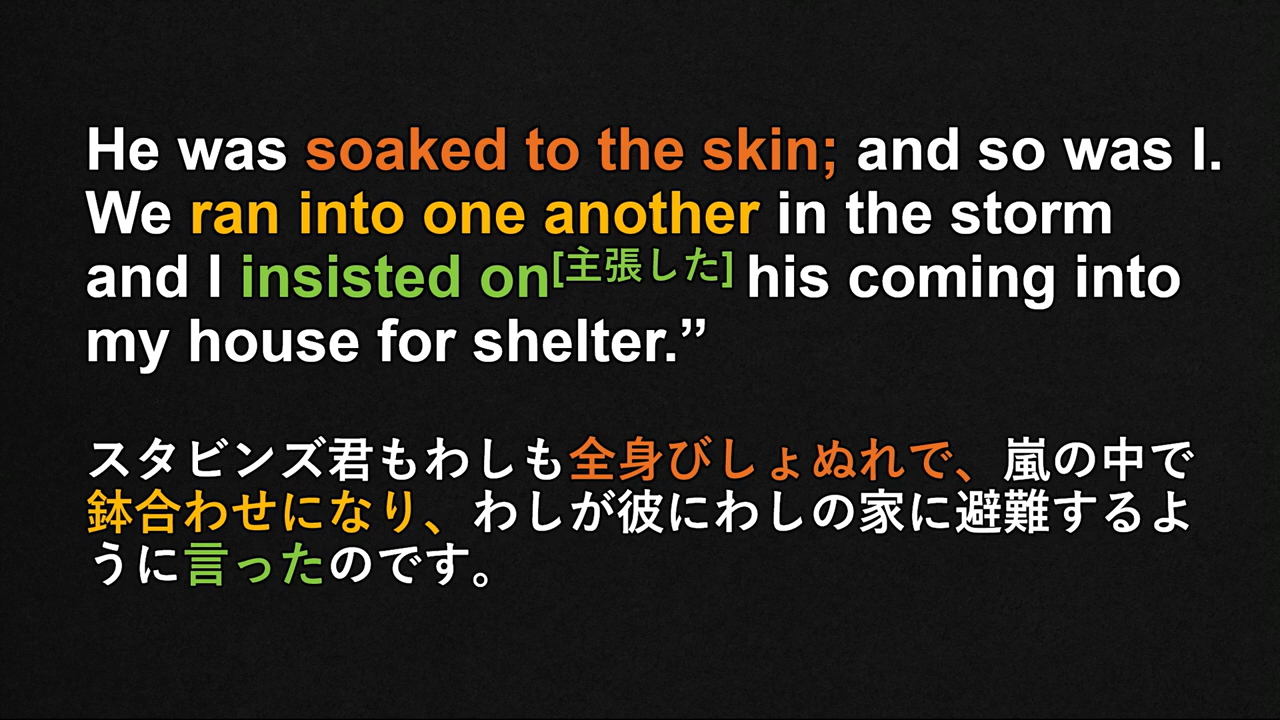 He was soaked to the skin; and so was I.
We ran into one another in the storm
and I insisted on[主張した] his coming into
my house for shelter.”
スタビンズ君もわしも全身びしょぬれで、嵐の中で
鉢合わせになり、わしが彼にわしの家に避難するよ
うに言ったのです。